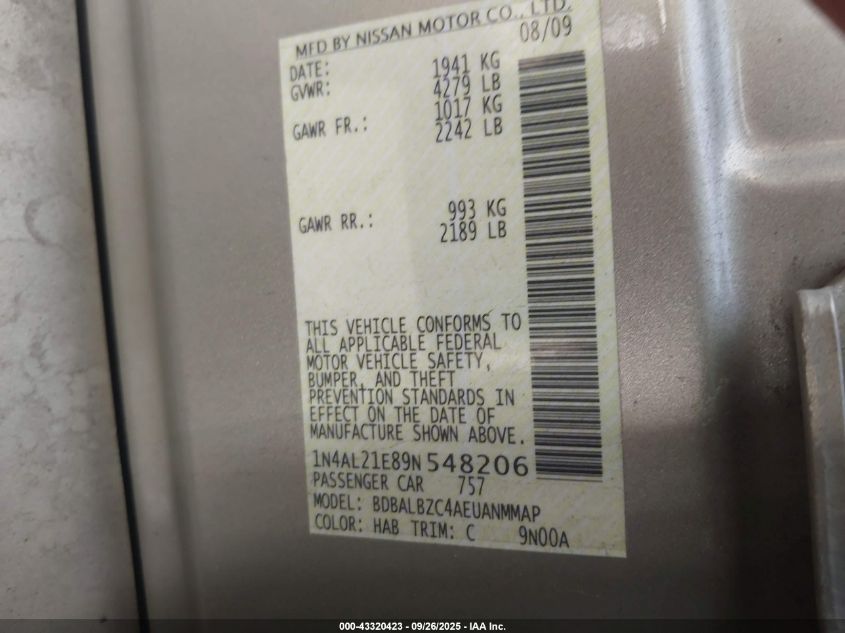 MFD BY NISSAN MOTOR CO., LTD.
DATE: 08/09
GVWR: 1941 KG
4279 LB
GAWR FR.: 1017 KG
2242 LB
GAWR RR.: 993 KG
2189 LB
THIS VEHICLE CONFORMS TO
ALL APPLICABLE FEDERAL
MOTOR VEHICLE SAFETY,
BUMPER, AND THEFT
PREVENTION STANDARDS IN
EFFECT ON THE DATE OF
MANUFACTURE SHOWN ABOVE.
1N4AL21E89N548206
PASSENGER CAR 757
MODEL: BDBALBZC4AEUANMMAP
COLOR: HAB TRIM: C 9N00A
000-43320423 - 09/26/2025 - IAA Inc.